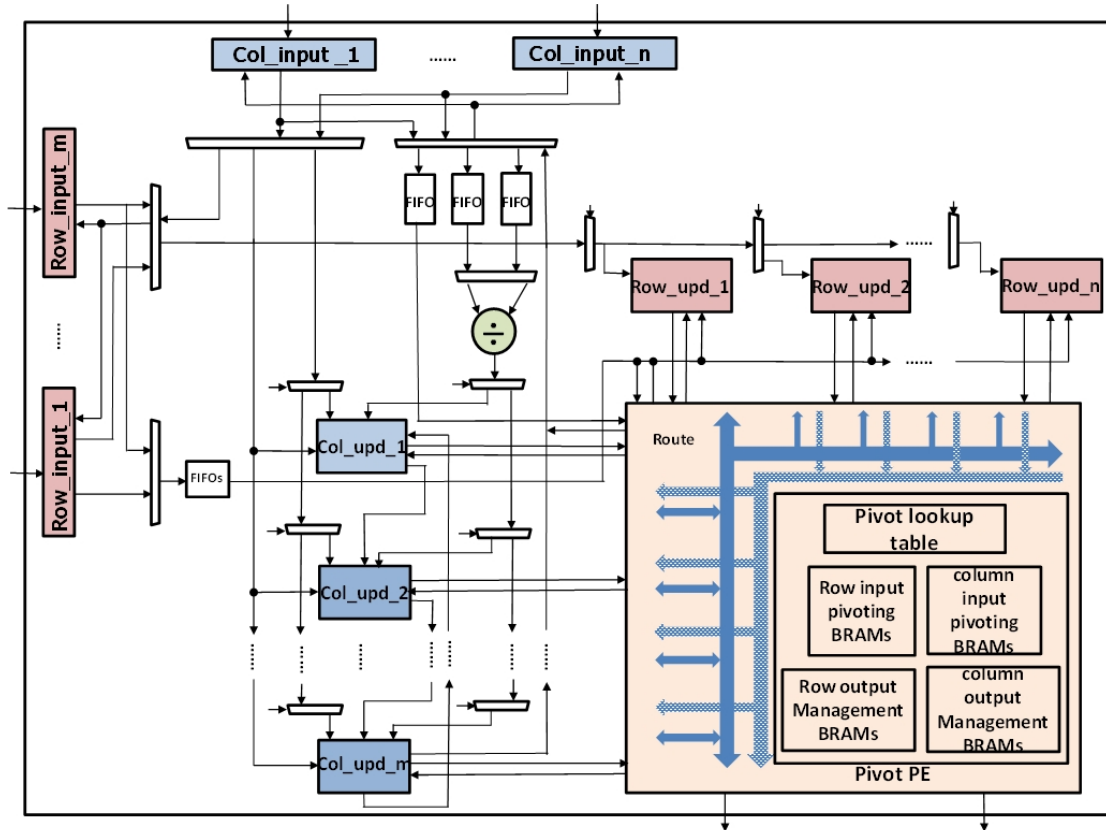 Col_input _1
......
Col_input_n
Row_input_m
FIFO
FIFO
FIFO
......
Row_upd_1
Row_upd_2
Row_upd_n
÷
......
......
Row_input_1
FIFOs
Col_upd_1
Col_upd_2
......
......
......
......
......
......
Col_upd_m
Route
Pivot lookup
table
Row input
pivoting
BRAMs
column
input
pivoting
BRAMs
Row output
Management
BRAMs
column
output
Management
BRAMs
Pivot PE